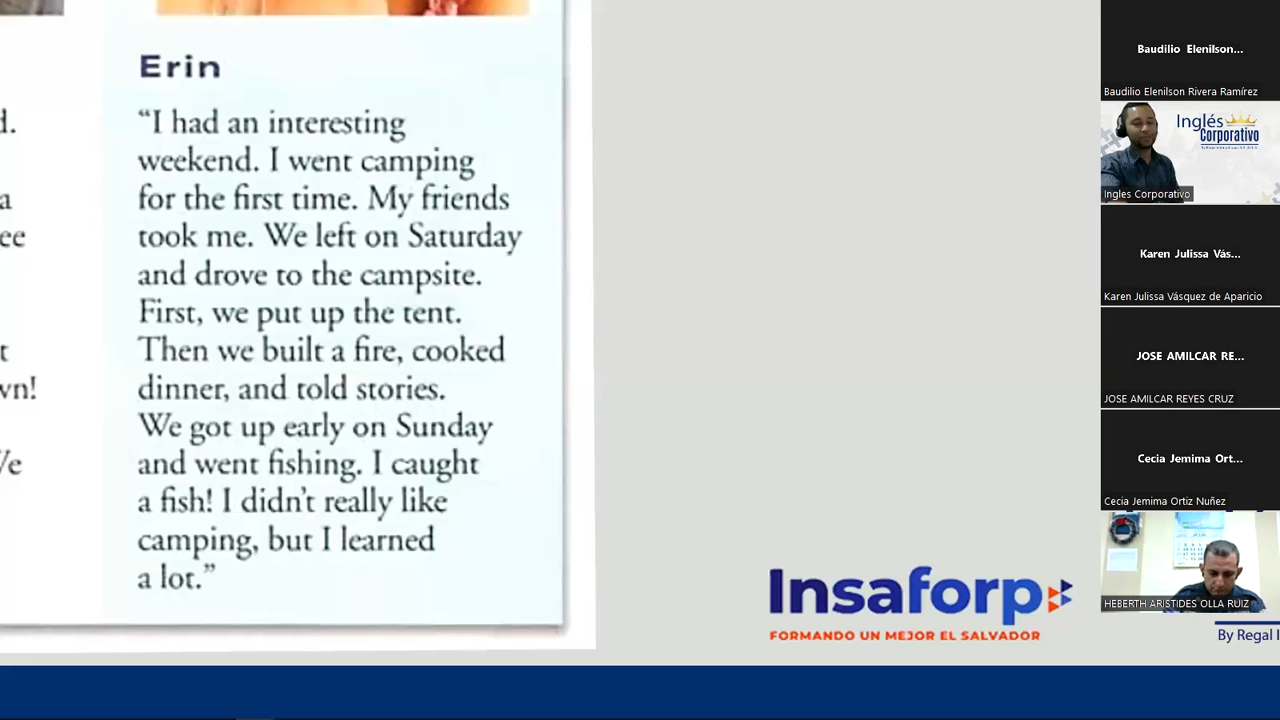 d.
a
ee
t
wn!
Ve
Erin
“I had an interesting
weekend. I went camping
for the first time. My friends
took me. We left on Saturday
and drove to the campsite.
First, we put up the tent.
Then we built a fire, cooked
dinner, and told stories.
We got up early on Sunday
and went fishing. I caught
a fish! I didn’t really like
camping, but I learned
a lot.”
Insaforp
FORMANDO UN MEJOR EL SALVADOR
Baudilio Elenilson...
Baudilio Elenilson Rivera Ramírez
Inglés
Corporativo
Ingles Corporativo
Karen Julissa Vás...
Karen Julissa Vásquez de Aparicio
JOSE AMILCAR RE...
JOSE AMILCAR REYES CRUZ
Cecia Jemima Ort...
Cecia Jemima Ortiz Nuñez
HEBERTH ARISTIDES OLLA RUIZ
By Regal I